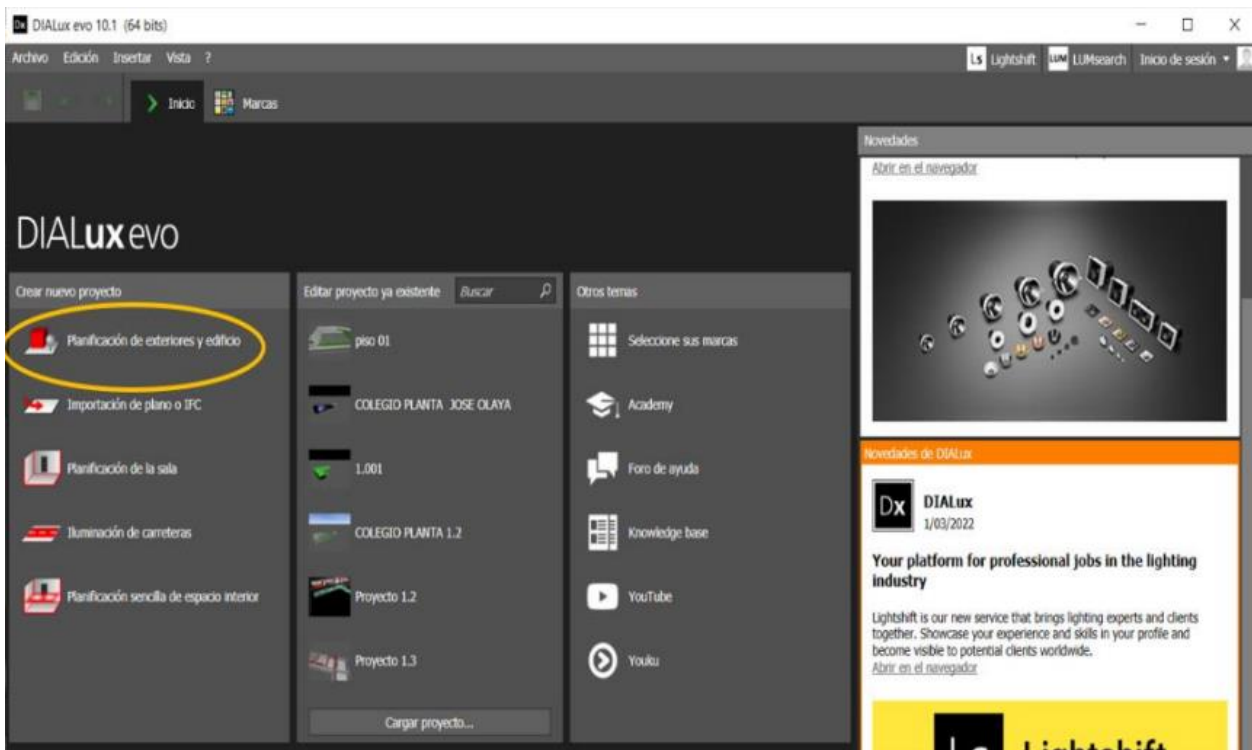 Dx DIALux evo 10.1 (64 bits)
Archivo Edición Insertar Vista ?
Ls Lightshift LUM LUMsearch Inicio de sesión
Inicio Marcas
DIALux evo
Crear nuevo proyecto
Planificación de exteriores y edificio
Importación de plano o IFC
Planificación de la sala
Iluminación de carreteras
Planificación sencilla de espacio interior
Editar proyecto ya existente Buscar
piso 01
COLEGIO PLANTA JOSE OLAYA
1.001
COLEGIO PLANTA 1.2
Proyecto 1.2
Proyecto 1.3
Cargar proyecto...
Otros temas
Seleccione sus marcas
Academy
Foro de ayuda
Knowledge base
YouTube
Youku
Novedades
Abrir en el navegador
Novedades de DIALux
Dx DIALux
1/03/2022
Your platform for professional jobs in the lighting
industry
Lightshift is our new service that brings lighting experts and clients
together. Showcase your experience and skills in your profile and
become visible to potential clients worldwide.
Abrir en el navegador
Ls Lightshift